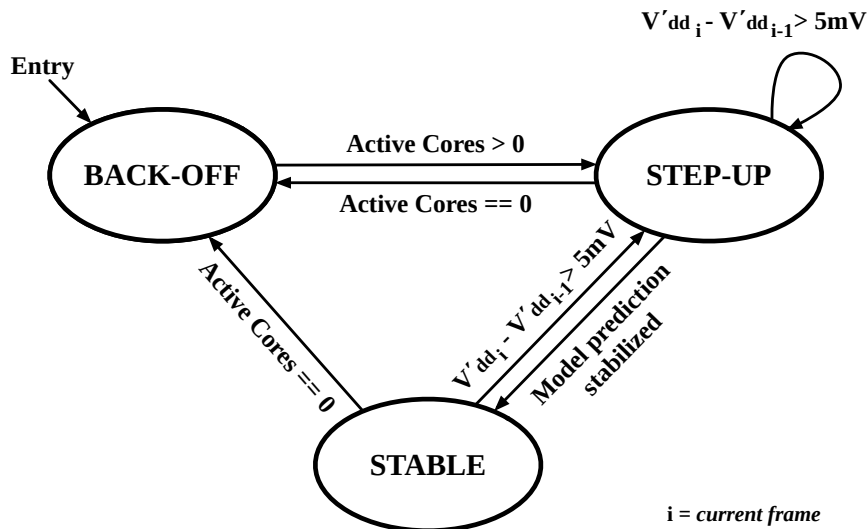 V´dd i - V´dd i-1 > 5mV
Entry
BACK-OFF
Active Cores > 0
Active Cores == 0
STEP-UP
Active Cores == 0
V´dd i - V´dd i-1 > 5mV
Model prediction
stabilized
STABLE
i = current frame